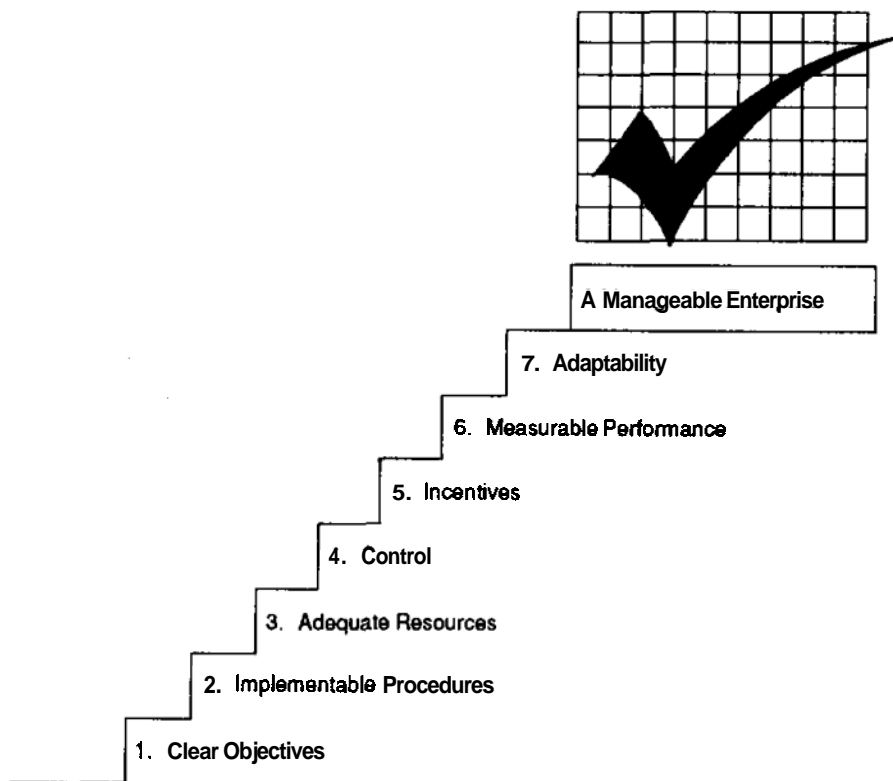 A Manageable Enterprise
7. Adaptability
6. Measurable Performance
5. Incentives
4. Control
3. Adequate Resources
2. Implementable Procedures
1. Clear Objectives